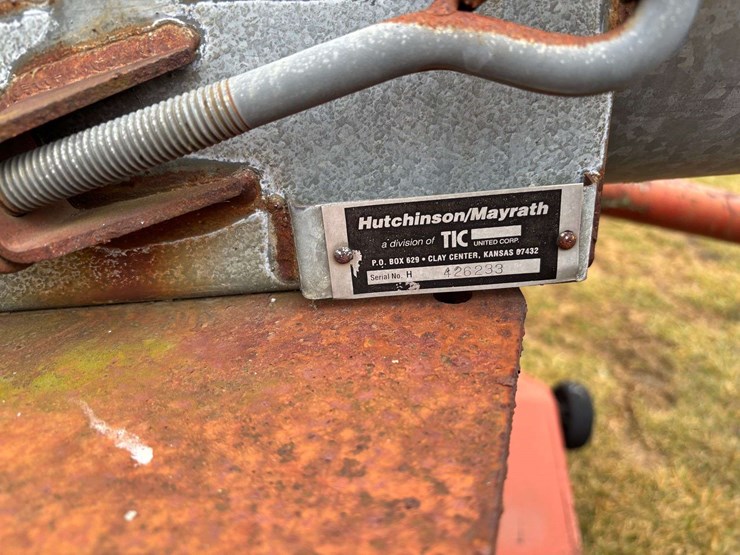 Hutchinson/Mayrath
a division of TIC UNITED CORP.
P.O. BOX 629 • CLAY CENTER, KANSAS 67432
Serial No. H 426233